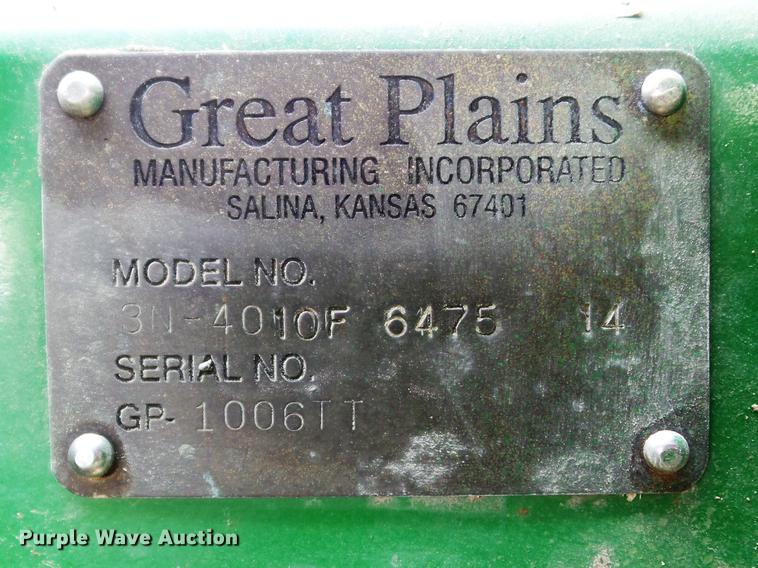 Great Plains
MANUFACTURING INCORPORATED
SALINA, KANSAS 67401
MODEL NO.
3N-4010F 6475 14
SERIAL NO.
GP- 1006TT
Purple Wave Auction